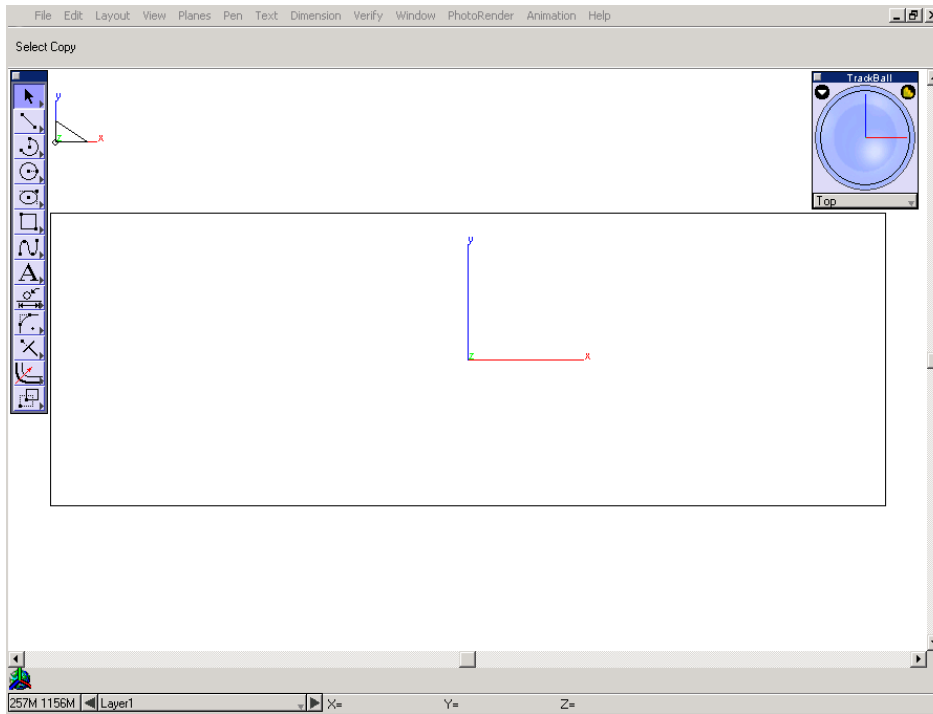 File Edit Layout View Planes Pen Text Dimension Verify Window PhotoRender Animation Help
Select Copy
TrackBall
y
x
z
Top
A
y
z
x
257M 1156M Layer1 X= Y= Z=